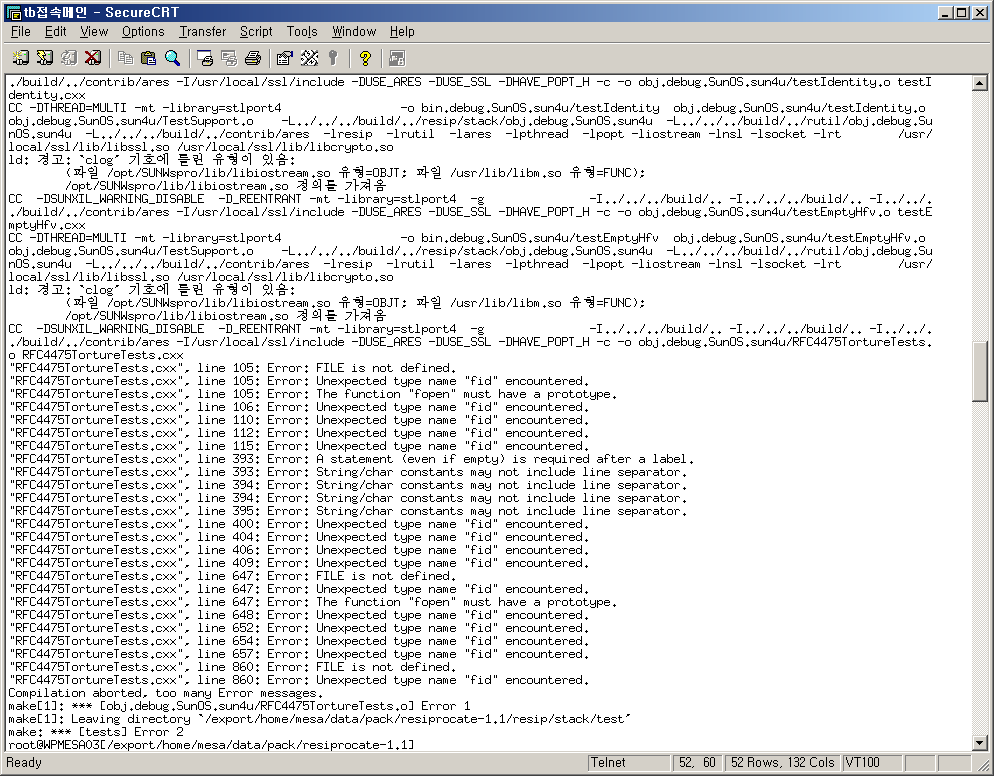 tb접속메인 - SecureCRT
File Edit View Options Transfer Script Tools Window Help
./build/../contrib/ares -I/usr/local/ssl/include -DUSE_ARES -DUSE_SSL -DHAVE_POPT_H -c -o obj.debug.SunOS.sun4u/testIdentity.o testI
dentity.cxx
CC -DTHREAD=MULTI -mt -library=stlport4 -o bin.debug.SunOS.sun4u/testIdentity obj.debug.SunOS.sun4u/testIdentity.o
obj.debug.SunOS.sun4u/TestSupport.o -L../../../build/../resip/stack/obj.debug.SunOS.sun4u -L../../../build/../rutil/obj.debug.Su
nOS.sun4u -L../../../build/../contrib/ares -lresip -lrutil -lares -lpthread -lpopt -liostream -lnsl -lsocket -lrt /usr/
local/ssl/lib/libssl.so /usr/local/ssl/lib/libcrypto.so
ld: 경고: `clog´ 기호에 틀린 유형이 있음:
(파일 /opt/SUNWspro/lib/libiostream.so 유형=OBJT; 파일 /usr/lib/libm.so 유형=FUNC);
/opt/SUNWspro/lib/libiostream.so 정의를 가져옴
CC -DSUNXIL_WARNING_DISABLE -D_REENTRANT -mt -library=stlport4 -g -I../../../build/.. -I../../../build/.. -I../../.
./build/../contrib/ares -I/usr/local/ssl/include -DUSE_ARES -DUSE_SSL -DHAVE_POPT_H -c -o obj.debug.SunOS.sun4u/testEmptyHfv.o testE
mptyHfv.cxx
CC -DTHREAD=MULTI -mt -library=stlport4 -o bin.debug.SunOS.sun4u/testEmptyHfv obj.debug.SunOS.sun4u/testEmptyHfv.o
obj.debug.SunOS.sun4u/TestSupport.o -L../../../build/../resip/stack/obj.debug.SunOS.sun4u -L../../../build/../rutil/obj.debug.Su
nOS.sun4u -L../../../build/../contrib/ares -lresip -lrutil -lares -lpthread -lpopt -liostream -lnsl -lsocket -lrt /usr/
local/ssl/lib/libssl.so /usr/local/ssl/lib/libcrypto.so
ld: 경고: `clog´ 기호에 틀린 유형이 있음:
(파일 /opt/SUNWspro/lib/libiostream.so 유형=OBJT; 파일 /usr/lib/libm.so 유형=FUNC);
/opt/SUNWspro/lib/libiostream.so 정의를 가져옴
CC -DSUNXIL_WARNING_DISABLE -D_REENTRANT -mt -library=stlport4 -g -I../../../build/.. -I../../../build/.. -I../../.
./build/../contrib/ares -I/usr/local/ssl/include -DUSE_ARES -DUSE_SSL -DHAVE_POPT_H -c -o obj.debug.SunOS.sun4u/RFC4475TortureTests.
o RFC4475TortureTests.cxx
"RFC4475TortureTests.cxx", line 105: Error: FILE is not defined.
"RFC4475TortureTests.cxx", line 105: Error: Unexpected type name "fid" encountered.
"RFC4475TortureTests.cxx", line 105: Error: The function "fopen" must have a prototype.
"RFC4475TortureTests.cxx", line 106: Error: Unexpected type name "fid" encountered.
"RFC4475TortureTests.cxx", line 110: Error: Unexpected type name "fid" encountered.
"RFC4475TortureTests.cxx", line 112: Error: Unexpected type name "fid" encountered.
"RFC4475TortureTests.cxx", line 115: Error: Unexpected type name "fid" encountered.
"RFC4475TortureTests.cxx", line 393: Error: A statement (even if empty) is required after a label.
"RFC4475TortureTests.cxx", line 393: Error: String/char constants may not include line separator.
"RFC4475TortureTests.cxx", line 394: Error: String/char constants may not include line separator.
"RFC4475TortureTests.cxx", line 394: Error: String/char constants may not include line separator.
"RFC4475TortureTests.cxx", line 395: Error: String/char constants may not include line separator.
"RFC4475TortureTests.cxx", line 400: Error: Unexpected type name "fid" encountered.
"RFC4475TortureTests.cxx", line 404: Error: Unexpected type name "fid" encountered.
"RFC4475TortureTests.cxx", line 406: Error: Unexpected type name "fid" encountered.
"RFC4475TortureTests.cxx", line 409: Error: Unexpected type name "fid" encountered.
"RFC4475TortureTests.cxx", line 647: Error: FILE is not defined.
"RFC4475TortureTests.cxx", line 647: Error: Unexpected type name "fid" encountered.
"RFC4475TortureTests.cxx", line 647: Error: The function "fopen" must have a prototype.
"RFC4475TortureTests.cxx", line 648: Error: Unexpected type name "fid" encountered.
"RFC4475TortureTests.cxx", line 652: Error: Unexpected type name "fid" encountered.
"RFC4475TortureTests.cxx", line 654: Error: Unexpected type name "fid" encountered.
"RFC4475TortureTests.cxx", line 657: Error: Unexpected type name "fid" encountered.
"RFC4475TortureTests.cxx", line 860: Error: FILE is not defined.
"RFC4475TortureTests.cxx", line 860: Error: Unexpected type name "fid" encountered.
Compilation aborted, too many Error messages.
make[1]: *** [obj.debug.SunOS.sun4u/RFC4475TortureTests.o] Error 1
make[1]: Leaving directory `/export/home/mesa/data/pack/resiprocate-1.1/resip/stack/test´
make: *** [tests] Error 2
root@WPMESA03[/export/home/mesa/data/pack/resiprocate-1.1]
Ready Telnet 52, 60 52 Rows, 132 Cols VT100